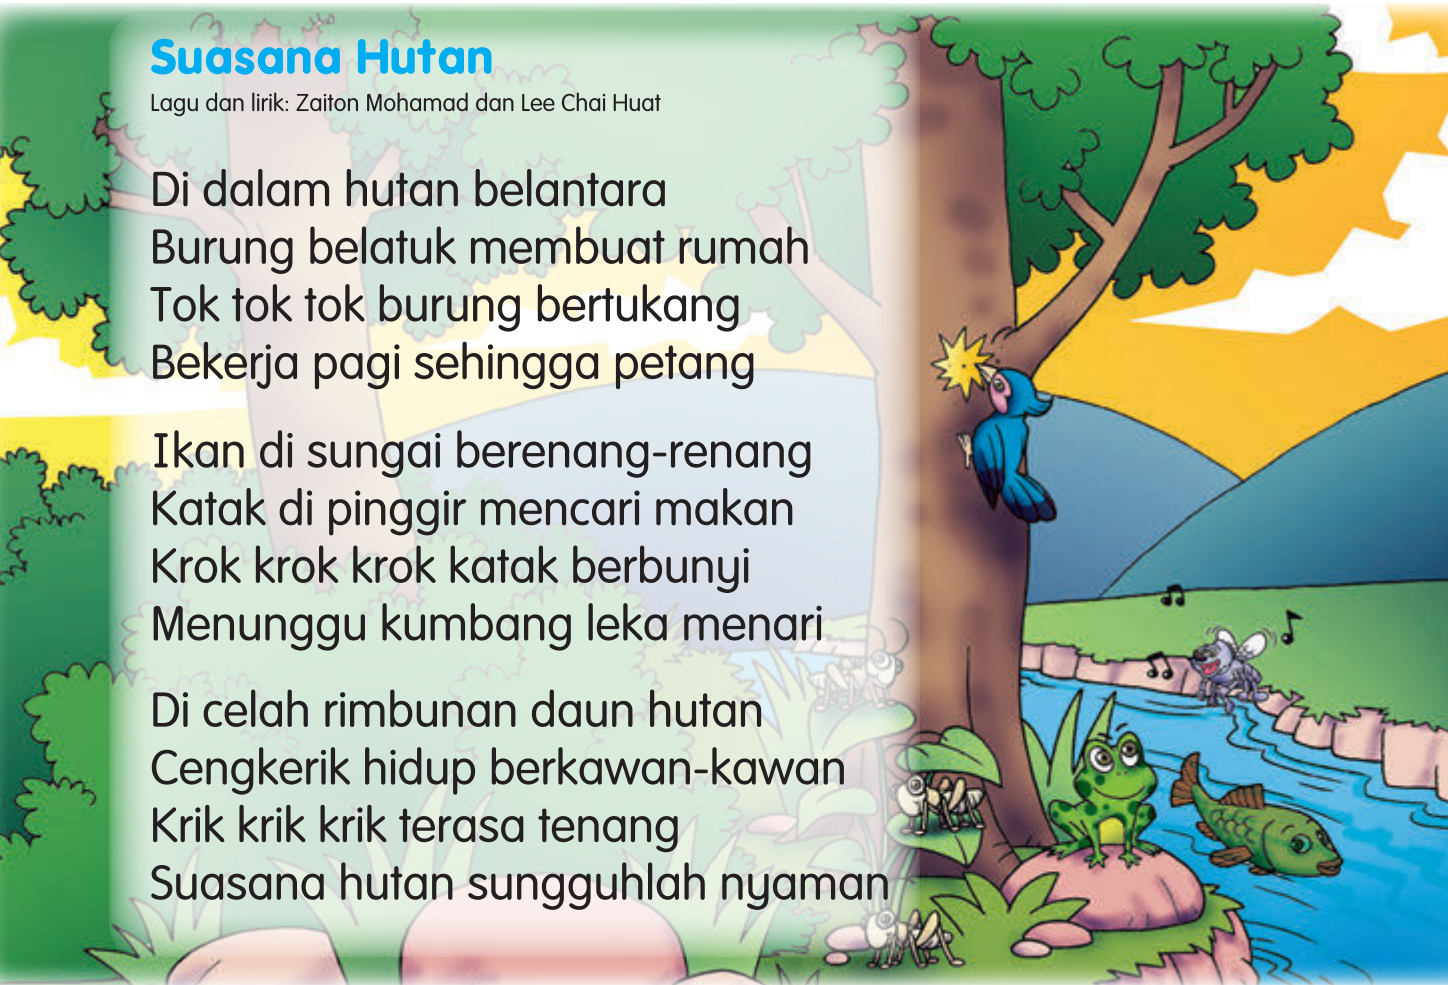 Suasana Hutan
Lagu dan lirik: Zaiton Mohamad dan Lee Chai Huat
Di dalam hutan belantara
Burung belatuk membuat rumah
Tok tok tok burung bertukang
Bekerja pagi sehingga petang
Ikan di sungai berenang-renang
Katak di pinggir mencari makan
Krok krok krok katak berbunyi
Menunggu kumbang leka menari
Di celah rimbunan daun hutan
Cengkerik hidup berkawan-kawan
Krik krik krik terasa tenang
Suasana hutan sungguhlah nyaman